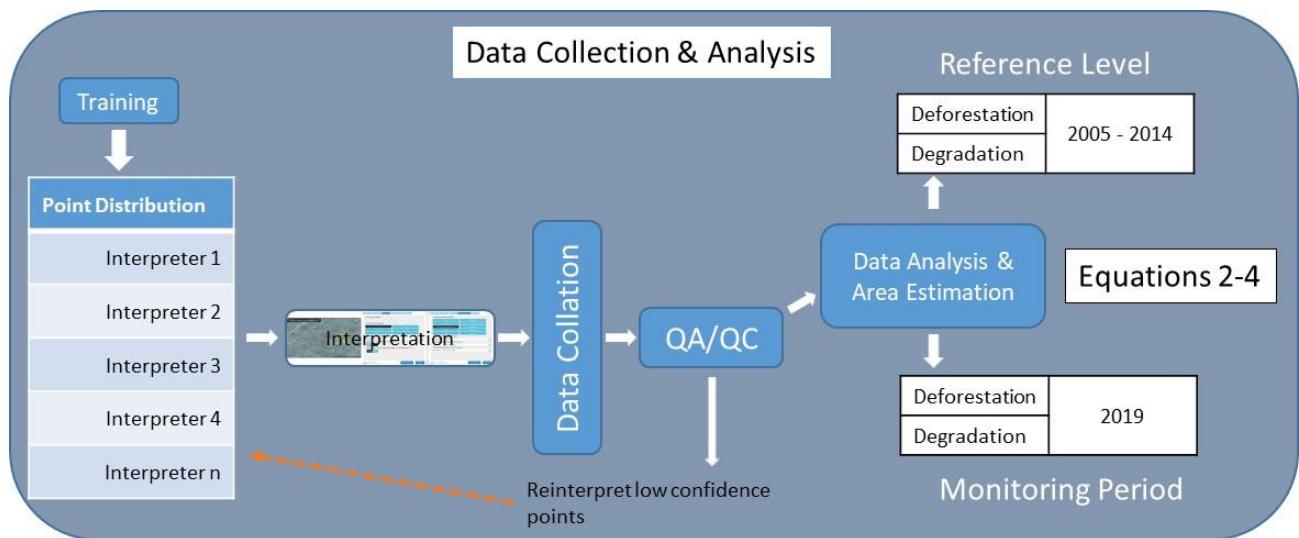 Data Collection & Analysis
Training
Point Distribution
Interpreter 1
Interpreter 2
Interpreter 3
Interpreter 4
Interpreter n
Interpretation
Data Collation
QA/QC
Reinterpret low confidence
points
Data Analysis &
Area Estimation
Equations 2-4
Reference Level
Deforestation
Degradation
2005 - 2014
Deforestation
Degradation
2019
Monitoring Period